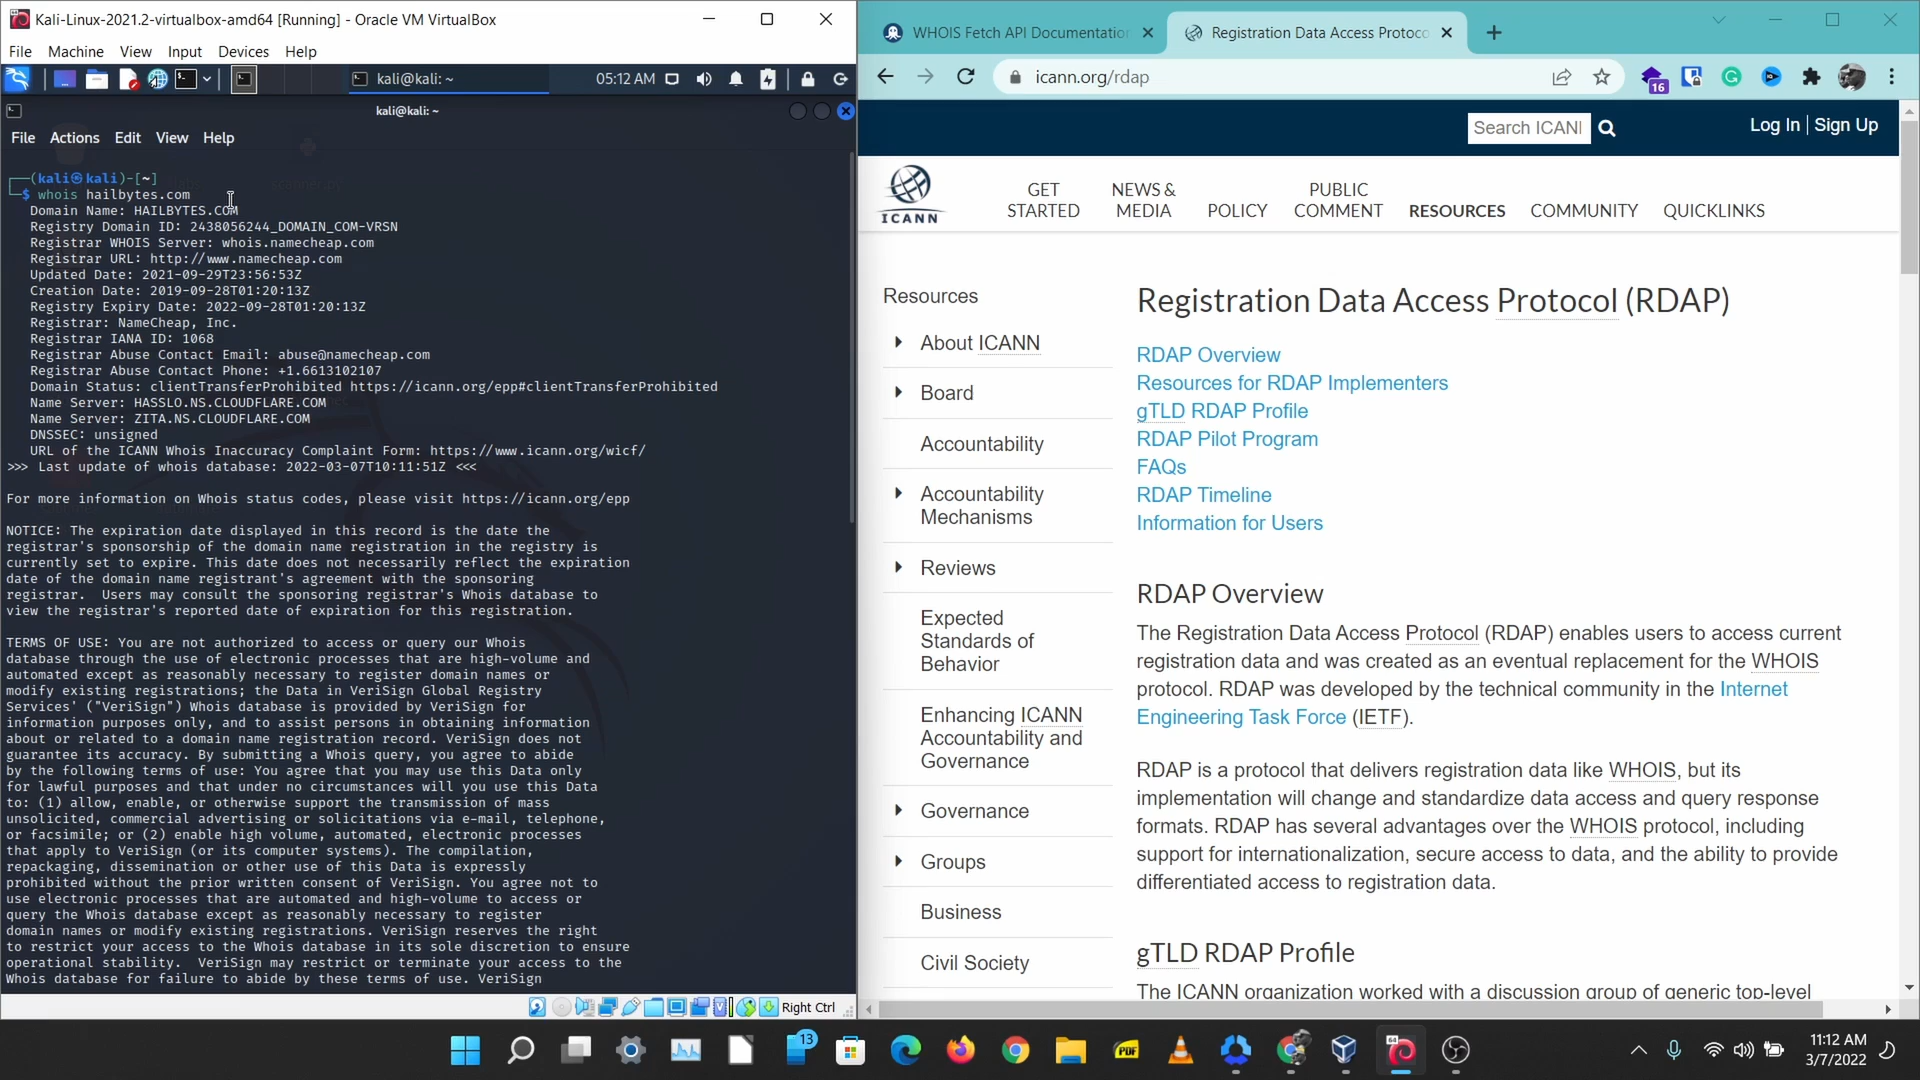 Kali-Linux-2021.2-virtualbox-amd64 [Running] - Oracle VM VirtualBox
File Machine View Input Devices Help
kali@kali: ~
05:12 AM
kali@kali: ~
File Actions Edit View Help
(kali㉿kali)-[~]
$ whois hailbytes.com
Domain Name: HAILBYTES.COM
Registry Domain ID: 2438056244_DOMAIN_COM-VRSN
Registrar WHOIS Server: whois.namecheap.com
Registrar URL: http://www.namecheap.com
Updated Date: 2021-09-29T23:56:53Z
Creation Date: 2019-09-28T01:20:13Z
Registry Expiry Date: 2022-09-28T01:20:13Z
Registrar: NameCheap, Inc.
Registrar IANA ID: 1068
Registrar Abuse Contact Email: abuse@namecheap.com
Registrar Abuse Contact Phone: +1.6613102107
Domain Status: clientTransferProhibited https://icann.org/epp#clientTransferProhibited
Name Server: HASSLO.NS.CLOUDFLARE.COM
Name Server: ZITA.NS.CLOUDFLARE.COM
DNSSEC: unsigned
URL of the ICANN Whois Inaccuracy Complaint Form: https://www.icann.org/wicf/
>>> Last update of whois database: 2022-03-07T10:11:51Z <<<
For more information on Whois status codes, please visit https://icann.org/epp
NOTICE: The expiration date displayed in this record is the date the
registrar's sponsorship of the domain name registration in the registry is
currently set to expire. This date does not necessarily reflect the expiration
date of the domain name registrant's agreement with the sponsoring
registrar.  Users may consult the sponsoring registrar's Whois database to
view the registrar's reported date of expiration for this registration.
TERMS OF USE: You are not authorized to access or query our Whois
database through the use of electronic processes that are high-volume and
automated except as reasonably necessary to register domain names or
modify existing registrations; the Data in VeriSign Global Registry
Services' ("VeriSign") Whois database is provided by VeriSign for
information purposes only, and to assist persons in obtaining information
about or related to a domain name registration record. VeriSign does not
guarantee its accuracy. By submitting a Whois query, you agree to abide
by the following terms of use: You agree that you may use this Data only
for lawful purposes and that under no circumstances will you use this Data
to: (1) allow, enable, or otherwise support the transmission of mass
unsolicited, commercial advertising or solicitations via e-mail, telephone,
or facsimile; or (2) enable high volume, automated, electronic processes
that apply to VeriSign (or its computer systems). The compilation,
repackaging, dissemination or other use of this Data is expressly
prohibited without the prior written consent of VeriSign. You agree not to
use electronic processes that are automated and high-volume to access or
query the Whois database except as reasonably necessary to register
domain names or modify existing registrations. VeriSign reserves the right
to restrict your access to the Whois database in its sole discretion to ensure
operational stability.  VeriSign may restrict or terminate your access to the
Whois database for failure to abide by these terms of use. VeriSign
Right Ctrl
WHOIS Fetch API Documentation
Registration Data Access Protoco
icann.org/rdap
16
Search ICANN
Log In | Sign Up
ICANN
GET STARTED
NEWS & MEDIA
POLICY
PUBLIC COMMENT
RESOURCES
COMMUNITY
QUICKLINKS
Resources
About ICANN
Board
Accountability
Accountability
Mechanisms
Reviews
Expected
Standards of
Behavior
Enhancing ICANN
Accountability and
Governance
Governance
Groups
Business
Civil Society
Registration Data Access Protocol (RDAP)
RDAP Overview
Resources for RDAP Implementers
gTLD RDAP Profile
RDAP Pilot Program
FAQs
RDAP Timeline
Information for Users
RDAP Overview
The Registration Data Access Protocol (RDAP) enables users to access current
registration data and was created as an eventual replacement for the WHOIS
protocol. RDAP was developed by the technical community in the Internet
Engineering Task Force (IETF).
RDAP is a protocol that delivers registration data like WHOIS, but its
implementation will change and standardize data access and query response
formats. RDAP has several advantages over the WHOIS protocol, including
support for internationalization, secure access to data, and the ability to provide
differentiated access to registration data.
gTLD RDAP Profile
The ICANN organization worked with a discussion group of generic top-level
13
PDF
11:12 AM
3/7/2022